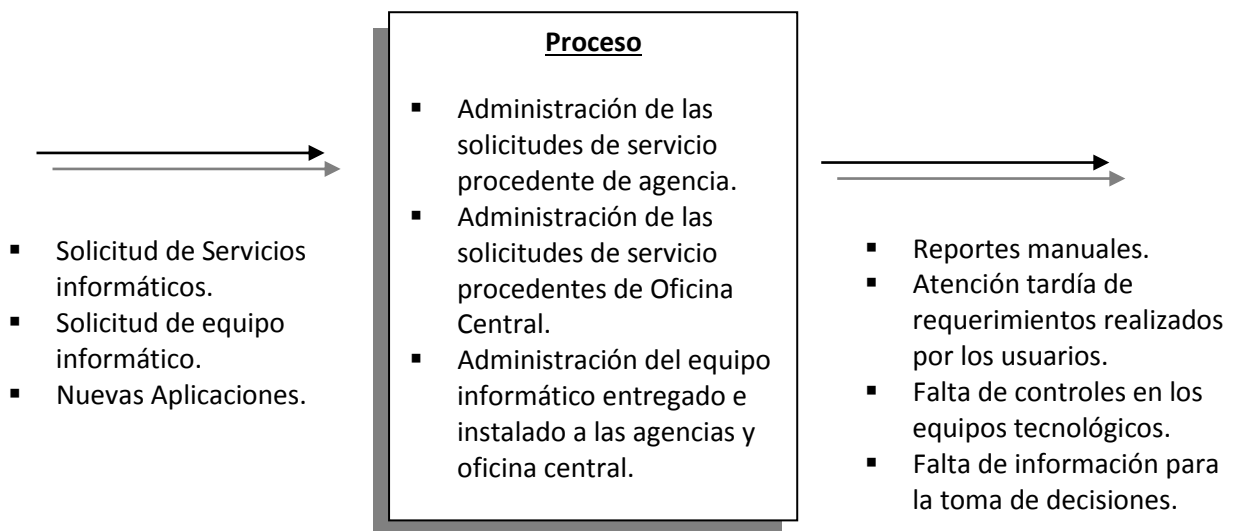 ▪ Solicitud de Servicios
informáticos.
▪ Solicitud de equipo
informático.
▪ Nuevas Aplicaciones.
Proceso
▪ Administración de las
solicitudes de servicio
procedente de agencia.
▪ Administración de las
solicitudes de servicio
procedentes de Oficina
Central.
▪ Administración del equipo
informático entregado e
instalado a las agencias y
oficina central.
▪ Reportes manuales.
▪ Atención tardía de
requerimientos realizados
por los usuarios.
▪ Falta de controles en los
equipos tecnológicos.
▪ Falta de información para
la toma de decisiones.